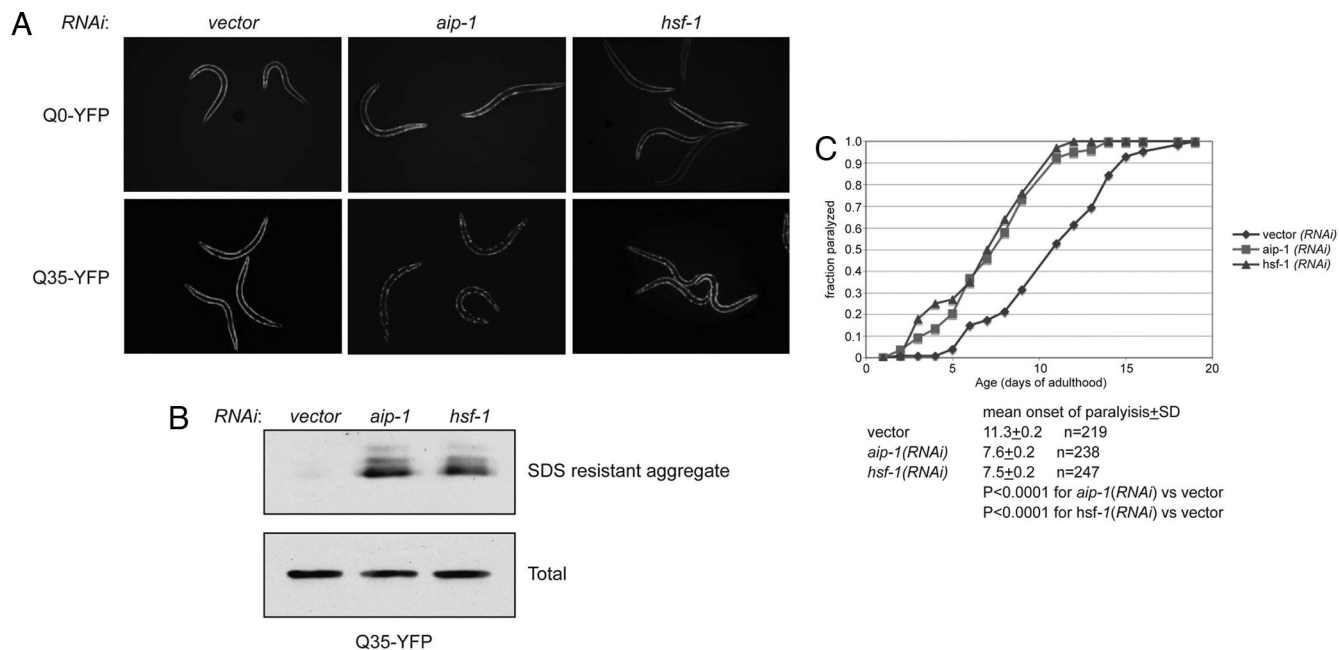 A
RNAi: vector aip-1 hsf-1
Q0-YFP
Q35-YFP
B
RNAi: vector aip-1 hsf-1
SDS resistant aggregate
Total
Q35-YFP
C
fraction paralyzed
1.0
0.9
0.8
0.7
0.6
0.5
0.4
0.3
0.2
0.1
0
0 5 10 15 20
Age (days of adulthood)
vector (RNAi)
aip-1 (RNAi)
hsf-1 (RNAi)
mean onset of paralyisis±SD
vector 11.3±0.2 n=219
aip-1(RNAi) 7.6±0.2 n=238
hsf-1(RNAi) 7.5±0.2 n=247
P<0.0001 for aip-1(RNAi) vs vector
P<0.0001 for hsf-1(RNAi) vs vector